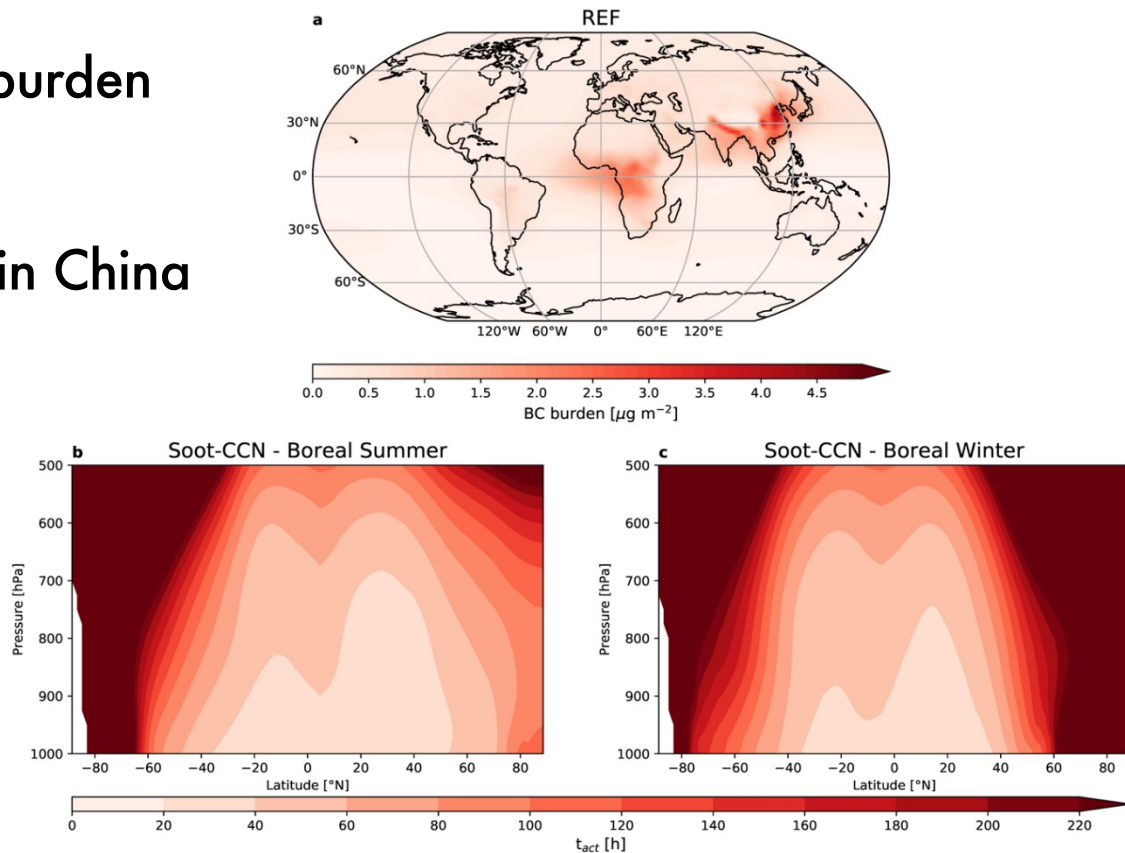 burden
in China
a
REF
60°N
30°N
0°
30°S
60°S
120°W 60°W 0° 60°E 120°E
0.0 0.5 1.0 1.5 2.0 2.5 3.0 3.5 4.0 4.5
BC burden [μg m⁻²]
b Soot-CCN - Boreal Summer
500
600
700
800
900
1000
Pressure [hPa]
−80 −60 −40 −20 0 20 40 60 80
Latitude [°N]
c Soot-CCN - Boreal Winter
500
600
700
800
900
1000
Pressure [hPa]
−80 −60 −40 −20 0 20 40 60 80
Latitude [°N]
0 20 40 60 80 100 120 140 160 180 200 220
t_act [h]